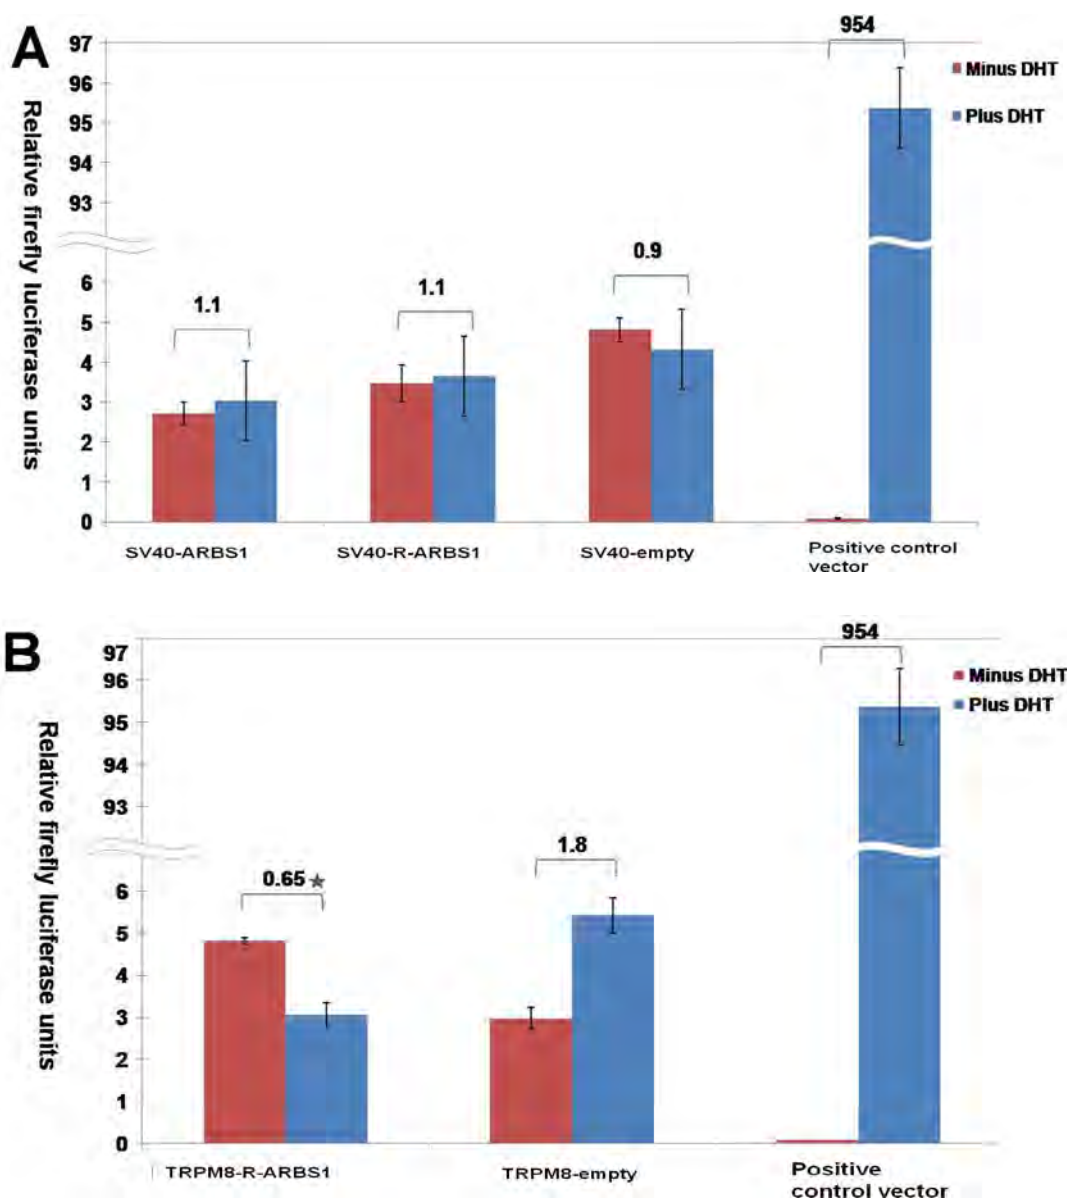 A
Relative firefly luciferase units
97
96
95
94
93
6
5
4
3
2
1
0
1.1
1.1
0.9
954
Minus DHT
Plus DHT
SV40-ARBS1
SV40-R-ARBS1
SV40-empty
Positive control
vector
B
Relative firefly luciferase units
97
96
95
94
93
6
5
4
3
2
1
0
0.65 ★
1.8
954
Minus DHT
Plus DHT
TRPM8-R-ARBS1
TRPM8-empty
Positive
control vector